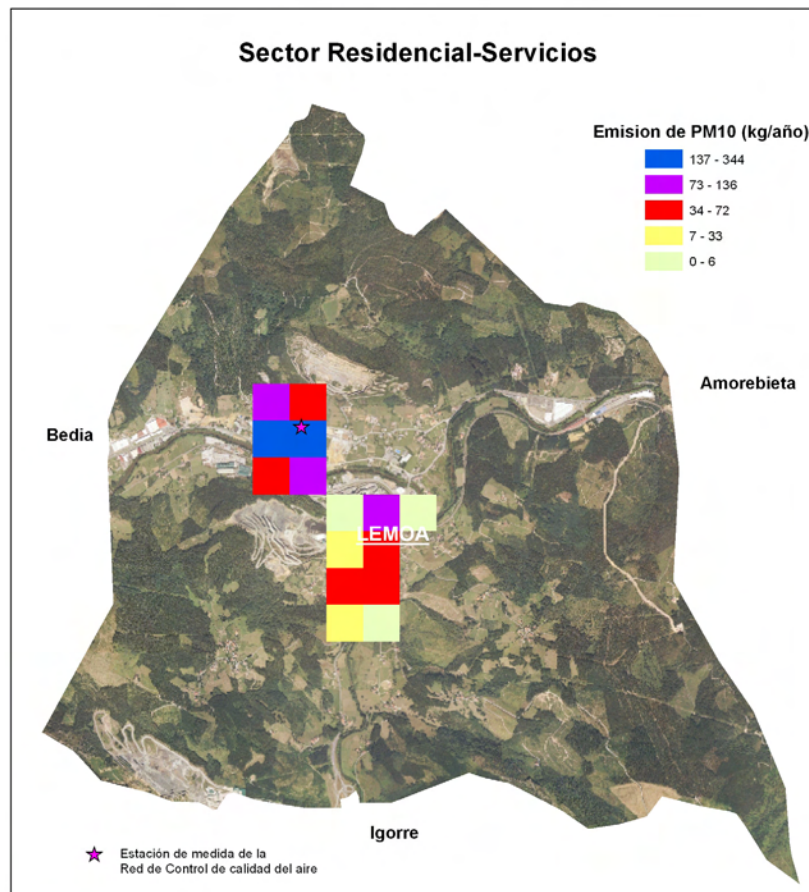 Sector Residencial-Servicios
Emision de PM10 (kg/año)
137 - 344
73 - 136
34 - 72
7 - 33
0 - 6
Amorebieta
Bedia
LEMOA
Igorre
Estación de medida de la
Red de Control de calidad del aire